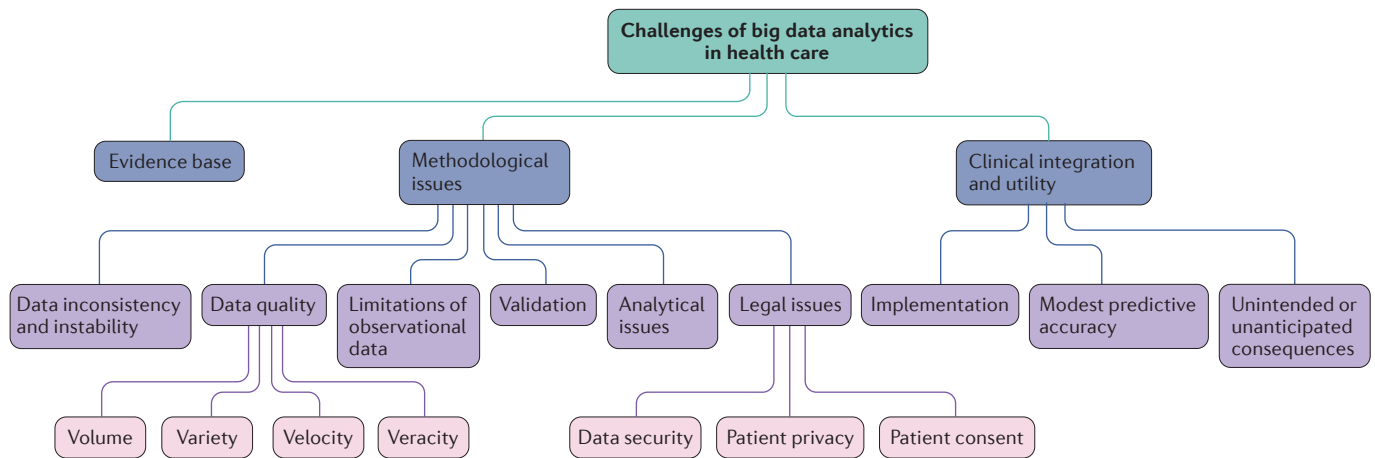 Challenges of big data analytics
in health care
Evidence base
Methodological
issues
Clinical integration
and utility
Data inconsistency
and instability
Data quality
Limitations of
observational
data
Validation
Analytical
issues
Legal issues
Implementation
Modest predictive
accuracy
Unintended or
unanticipated
consequences
Volume
Variety
Velocity
Veracity
Data security
Patient privacy
Patient consent